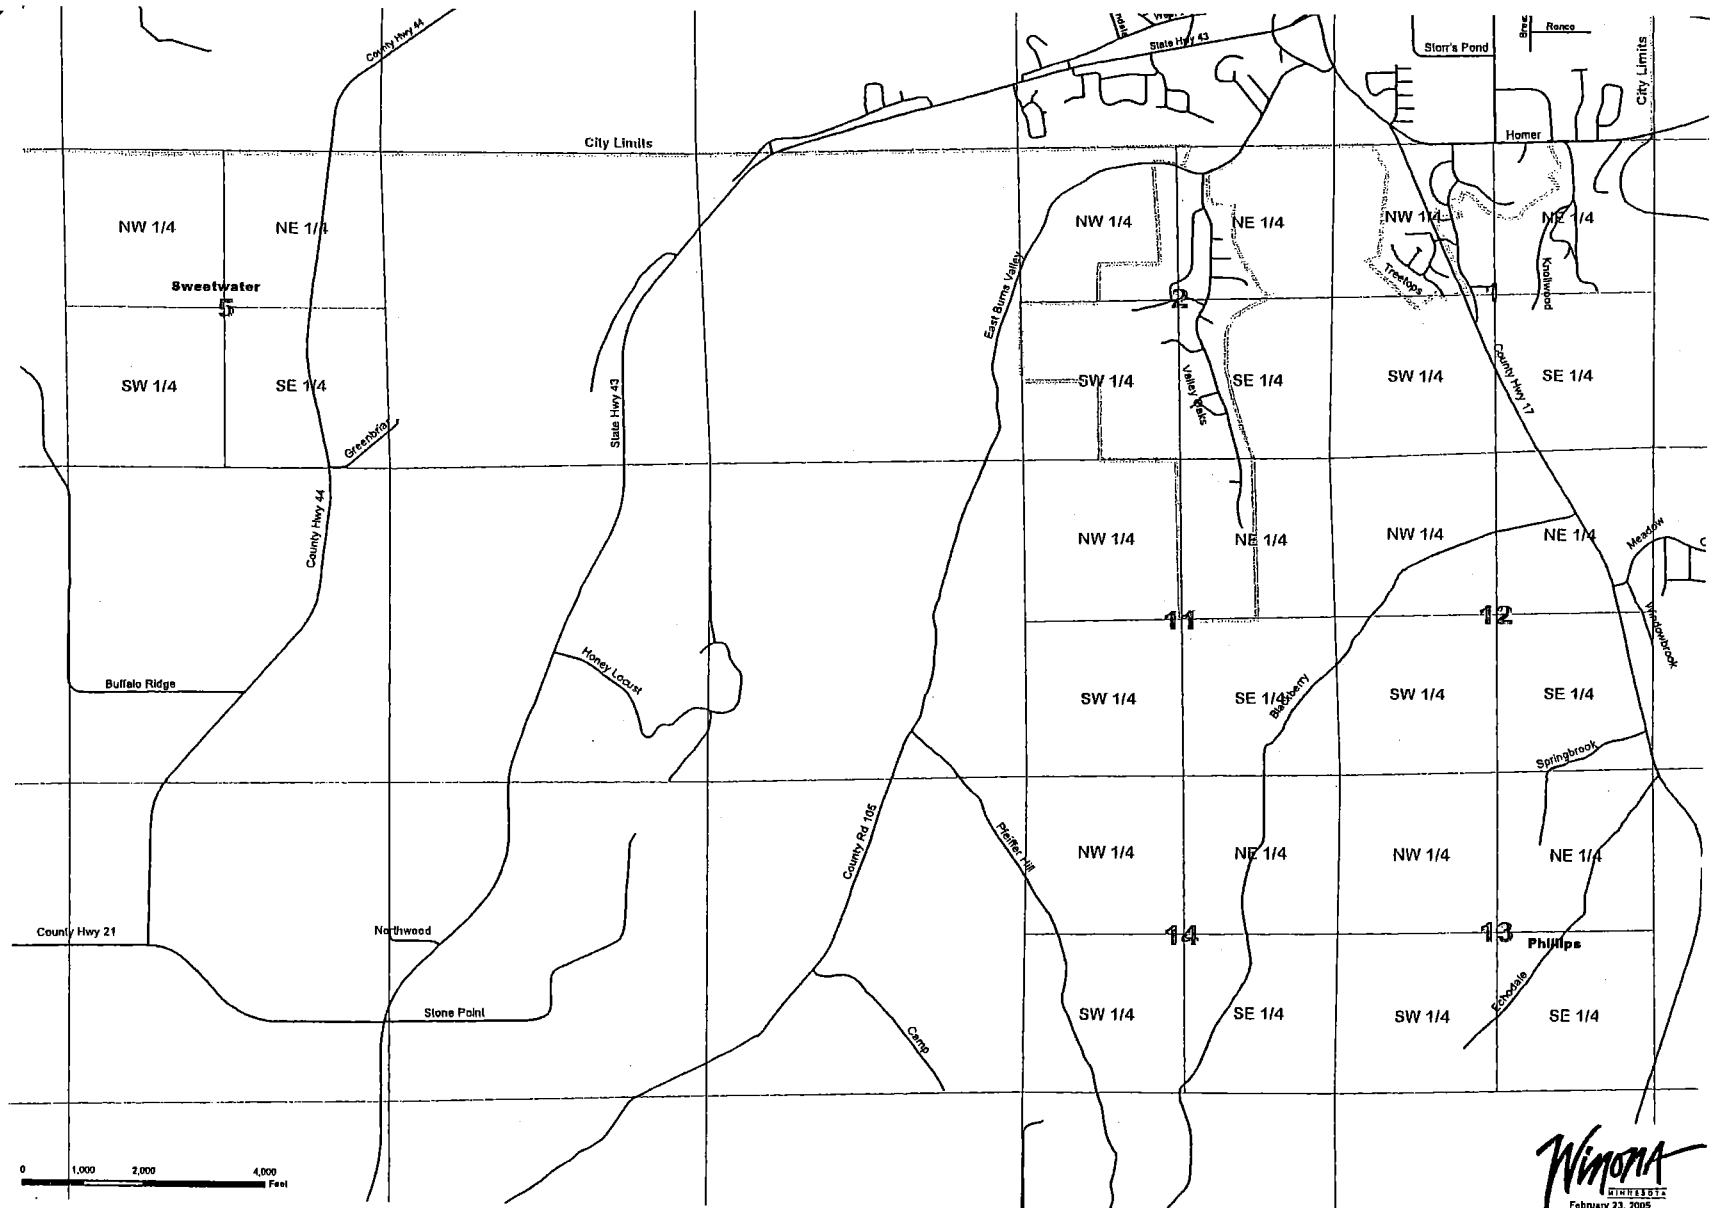 County Hwy 44
State Hwy 43
Storr's Pond
Ronco
City Limits
Homer
City Limits
NW 1/4
NE 1/4
NW 1/4
NE 1/4
NW 1/4
NE 1/4
Sweetwater
5
East Burns Valley
2
Treetops
1
Knollwood
SW 1/4
SE 1/4
SW 1/4
SE 1/4
SW 1/4
SE 1/4
County Hwy 17
State Hwy 43
Valley Oaks
Greenbriar
County Hwy 44
NW 1/4
NE 1/4
NW 1/4
NE 1/4
Meadow
11
12
Windowbrook
Buffalo Ridge
Honey Locust
SW 1/4
SE 1/4
Blackberry
SW 1/4
SE 1/4
Springbrook
County Rd 105
Pfeiffer Hill
NW 1/4
NE 1/4
NW 1/4
NE 1/4
County Hwy 21
Northwood
14
13
Phillips
Stone Point
Camp
SW 1/4
SE 1/4
SW 1/4
Echodale
SE 1/4
0 1,000 2,000 4,000
Feet
Winona
MINNESOTA
February 23, 2005